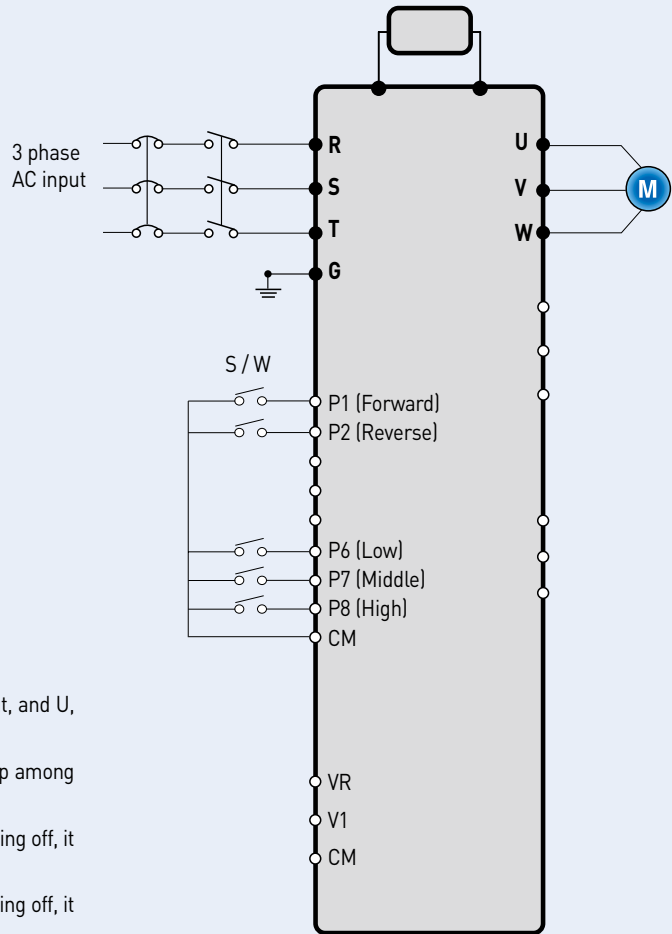 3 phase
AC input
R
S
T
G
U
V
W
M
S / W
P1 (Forward)
P2 (Reverse)
P6 (Low)
P7 (Middle)
P8 (High)
CM
VR
V1
CM
t, and U,
p among
ing off, it
ing off, it